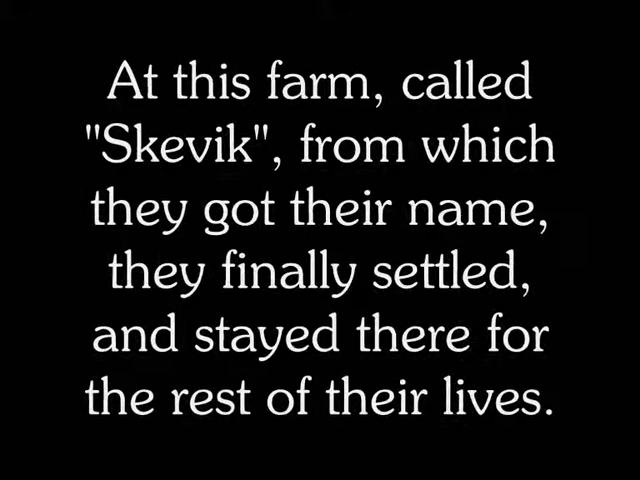 At this farm, called
"Skevik", from which
they got their name,
they finally settled,
and stayed there for
the rest of their lives.